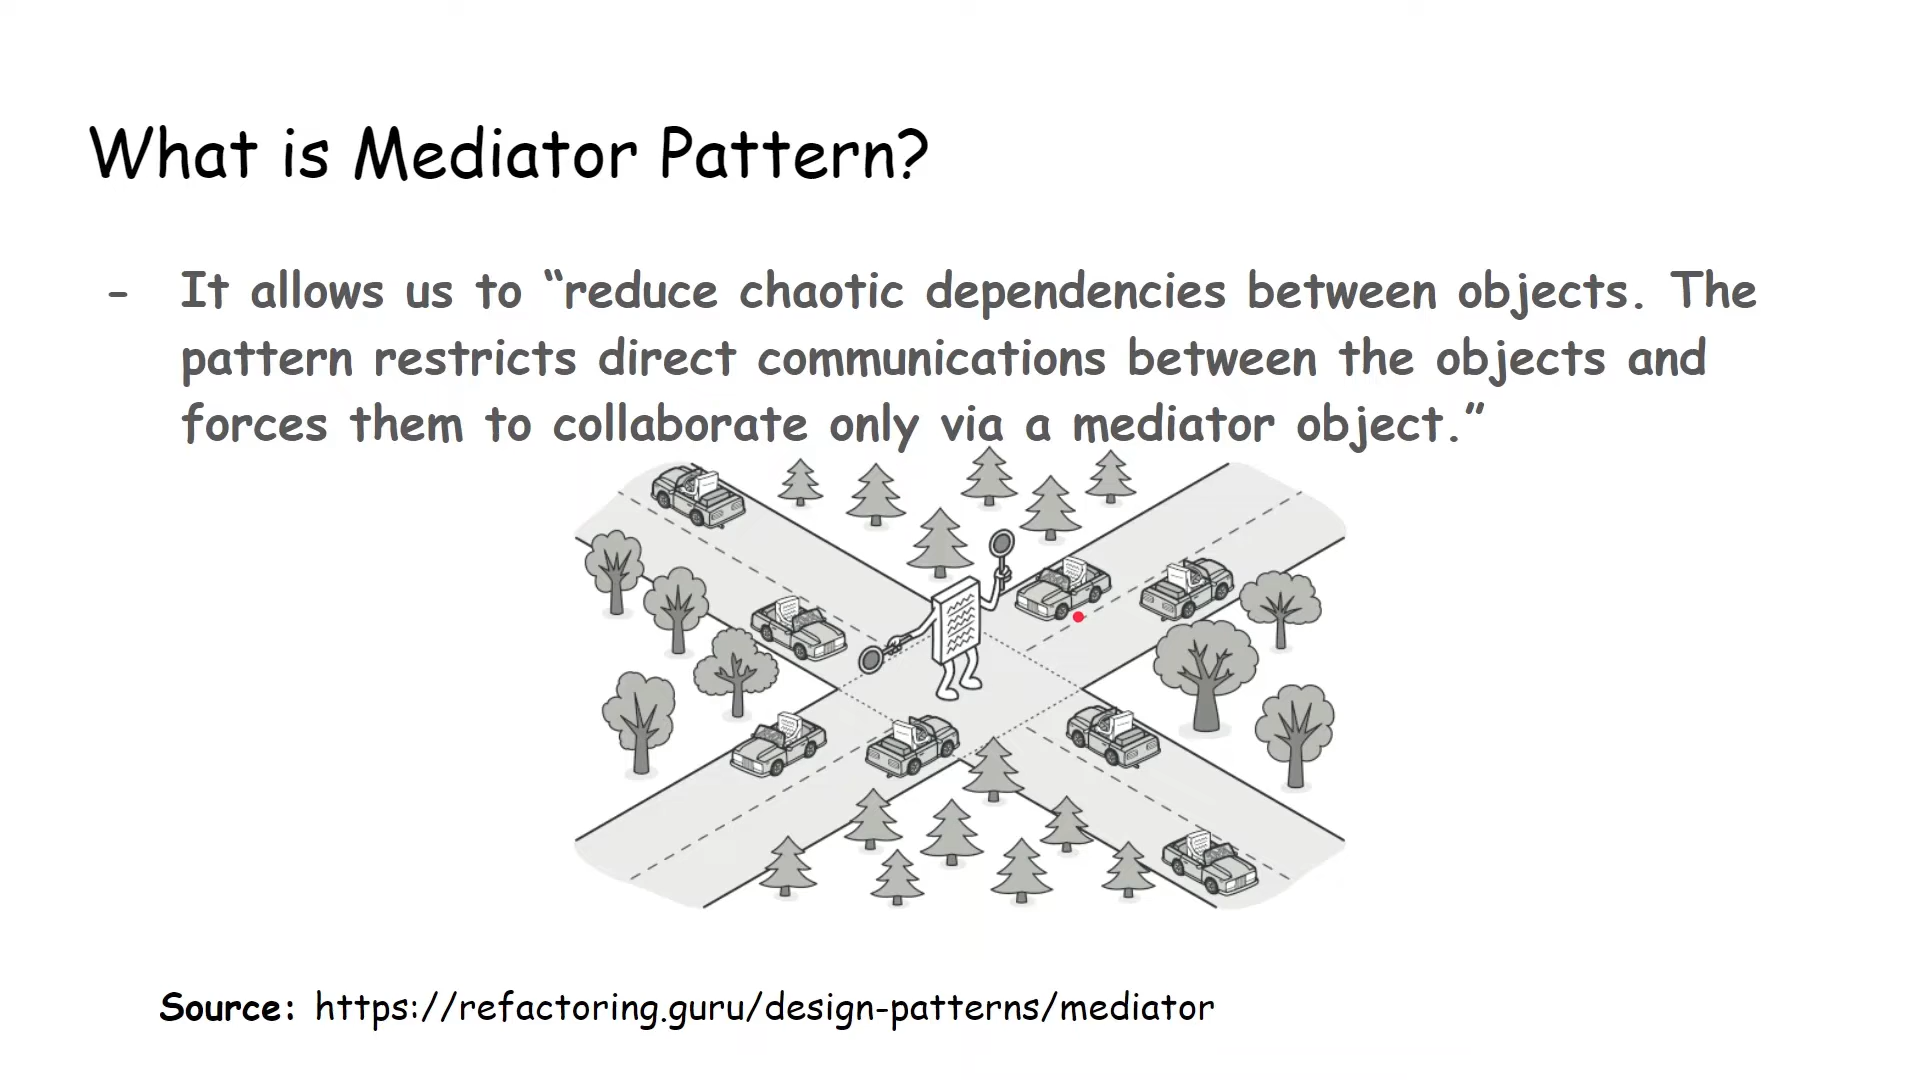 What is Mediator Pattern?
- It allows us to “reduce chaotic dependencies between objects. The
pattern restricts direct communications between the objects and
forces them to collaborate only via a mediator object.”
Source: https://refactoring.guru/design-patterns/mediator